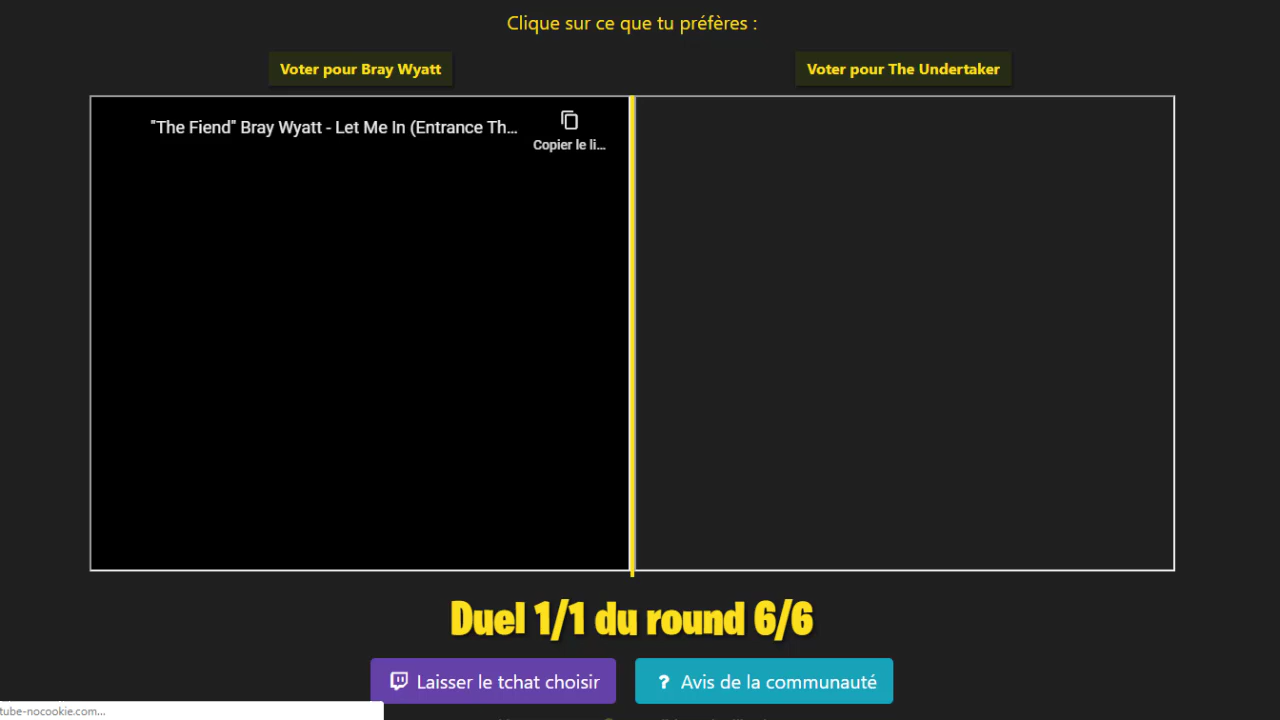 Clique sur ce que tu préfères :
Voter pour Bray Wyatt
Voter pour The Undertaker
"The Fiend" Bray Wyatt - Let Me In (Entrance Th...
Copier le li...
Duel 1/1 du round 6/6
Laisser le tchat choisir
? Avis de la communauté
tube-nocookie.com...